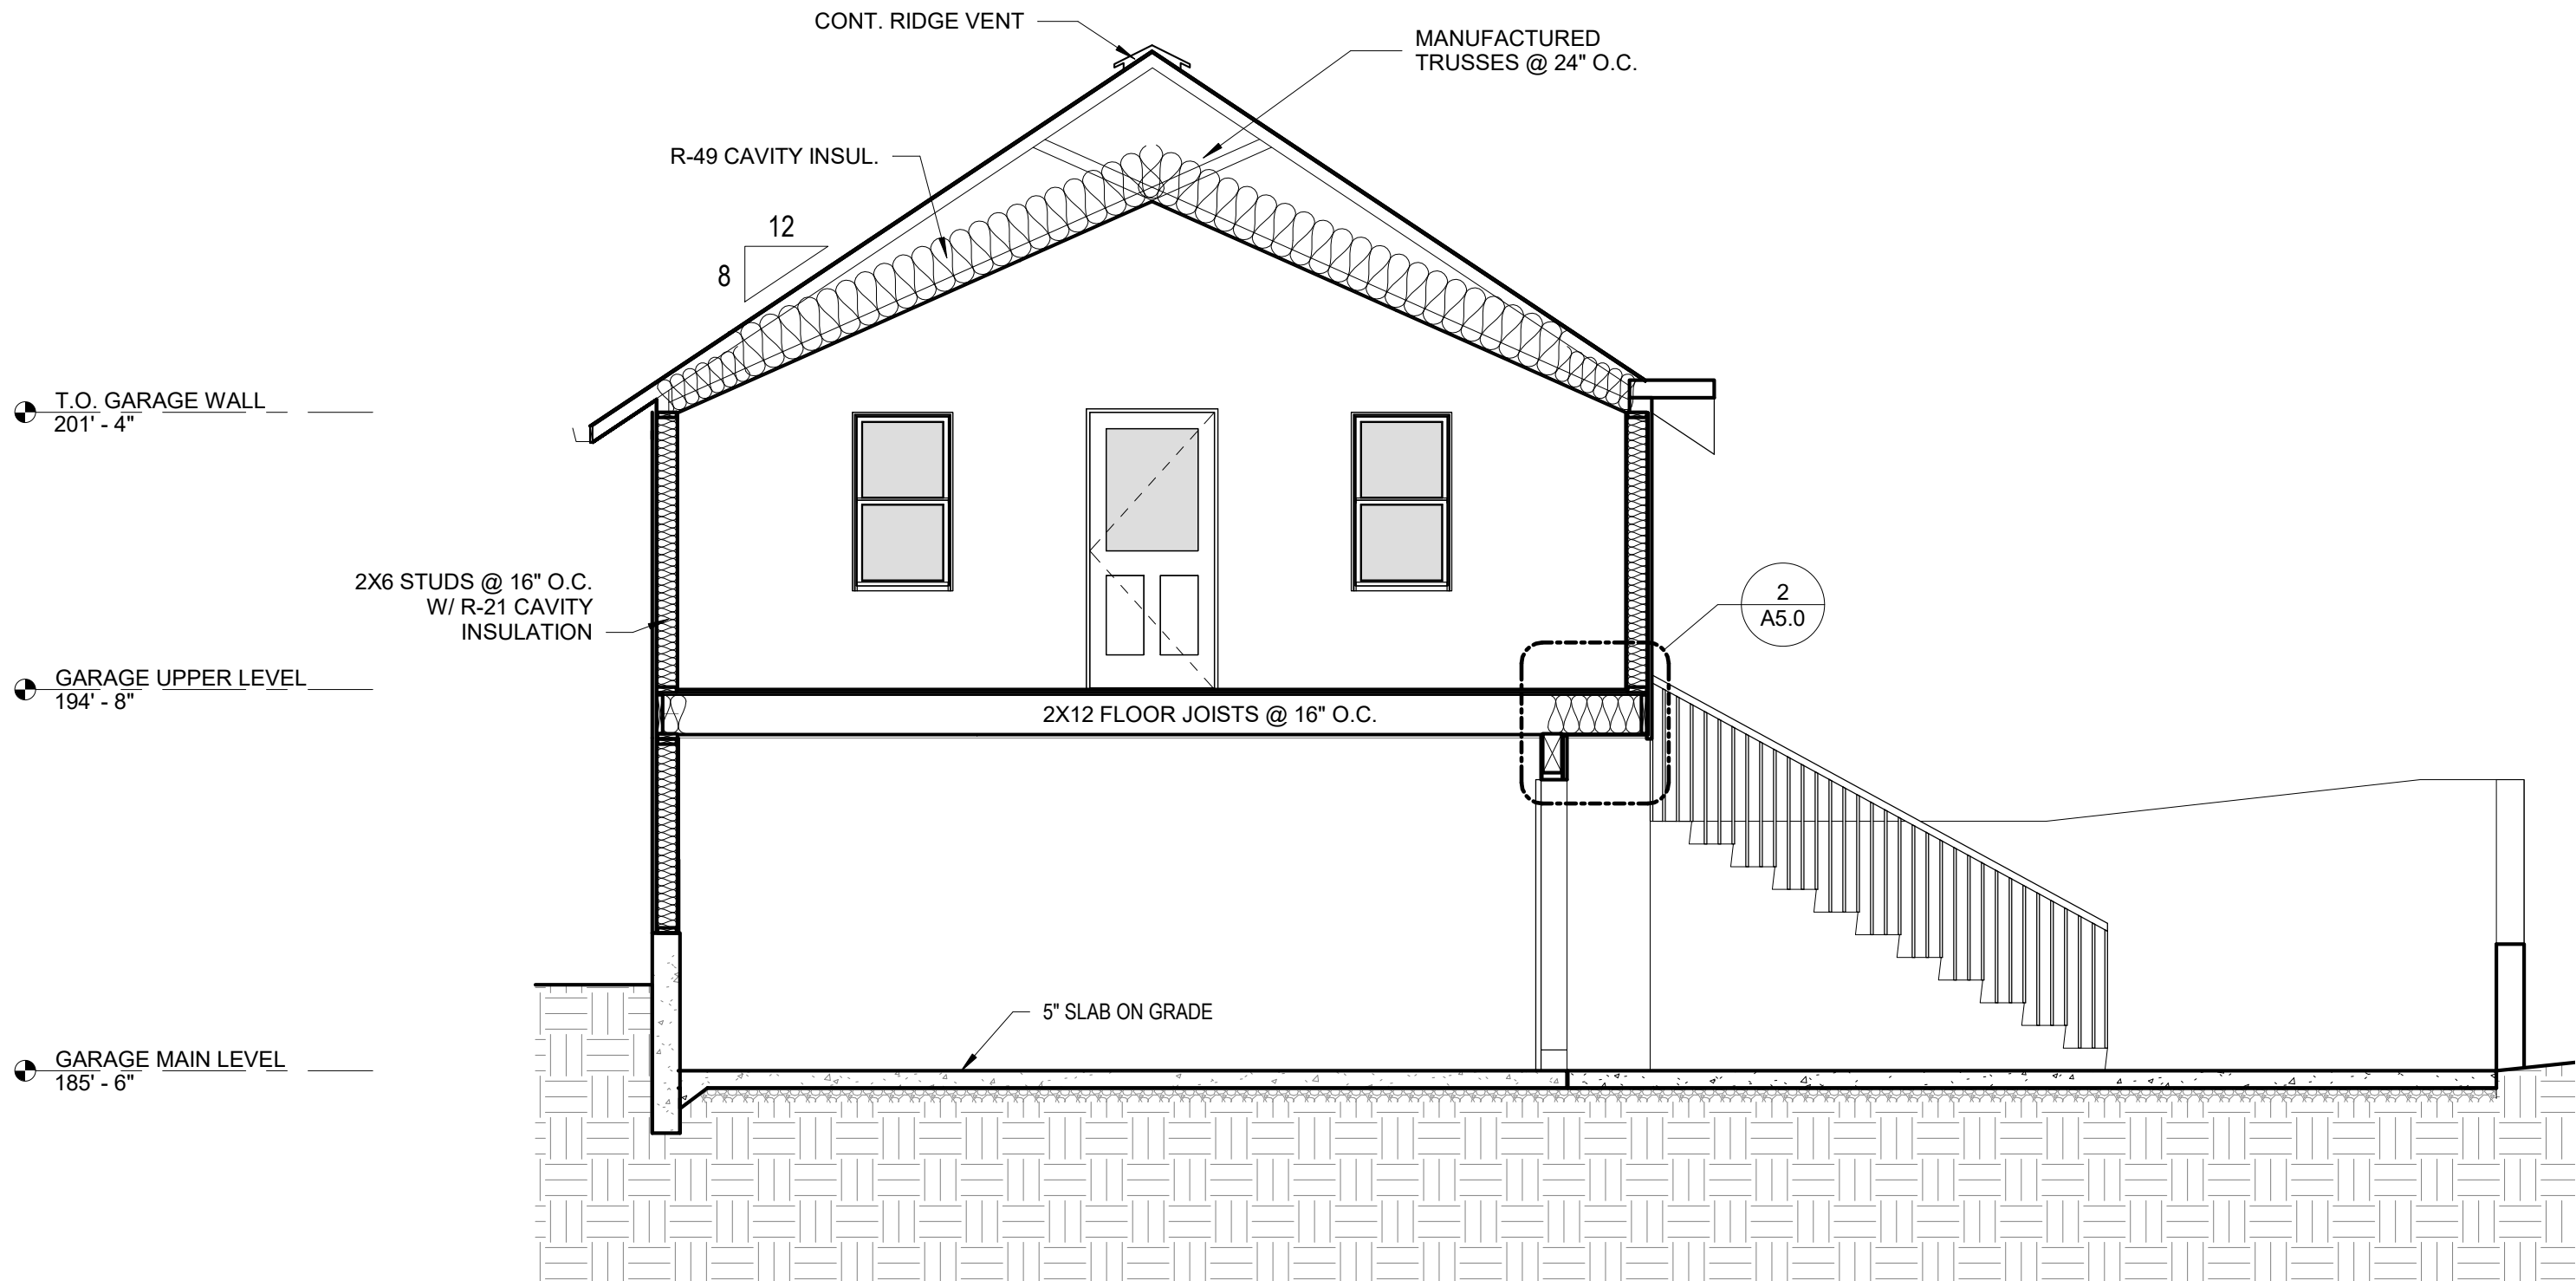 CONT. RIDGE VENT
MANUFACTURED
TRUSSES @ 24" O.C.
R-49 CAVITY INSUL.
12
8
T.O. GARAGE WALL
201' - 4"
2X6 STUDS @ 16" O.C.
W/ R-21 CAVITY
INSULATION
2
A5.0
GARAGE UPPER LEVEL
194' - 8"
2X12 FLOOR JOISTS @ 16" O.C.
5" SLAB ON GRADE
GARAGE MAIN LEVEL
185' - 6"